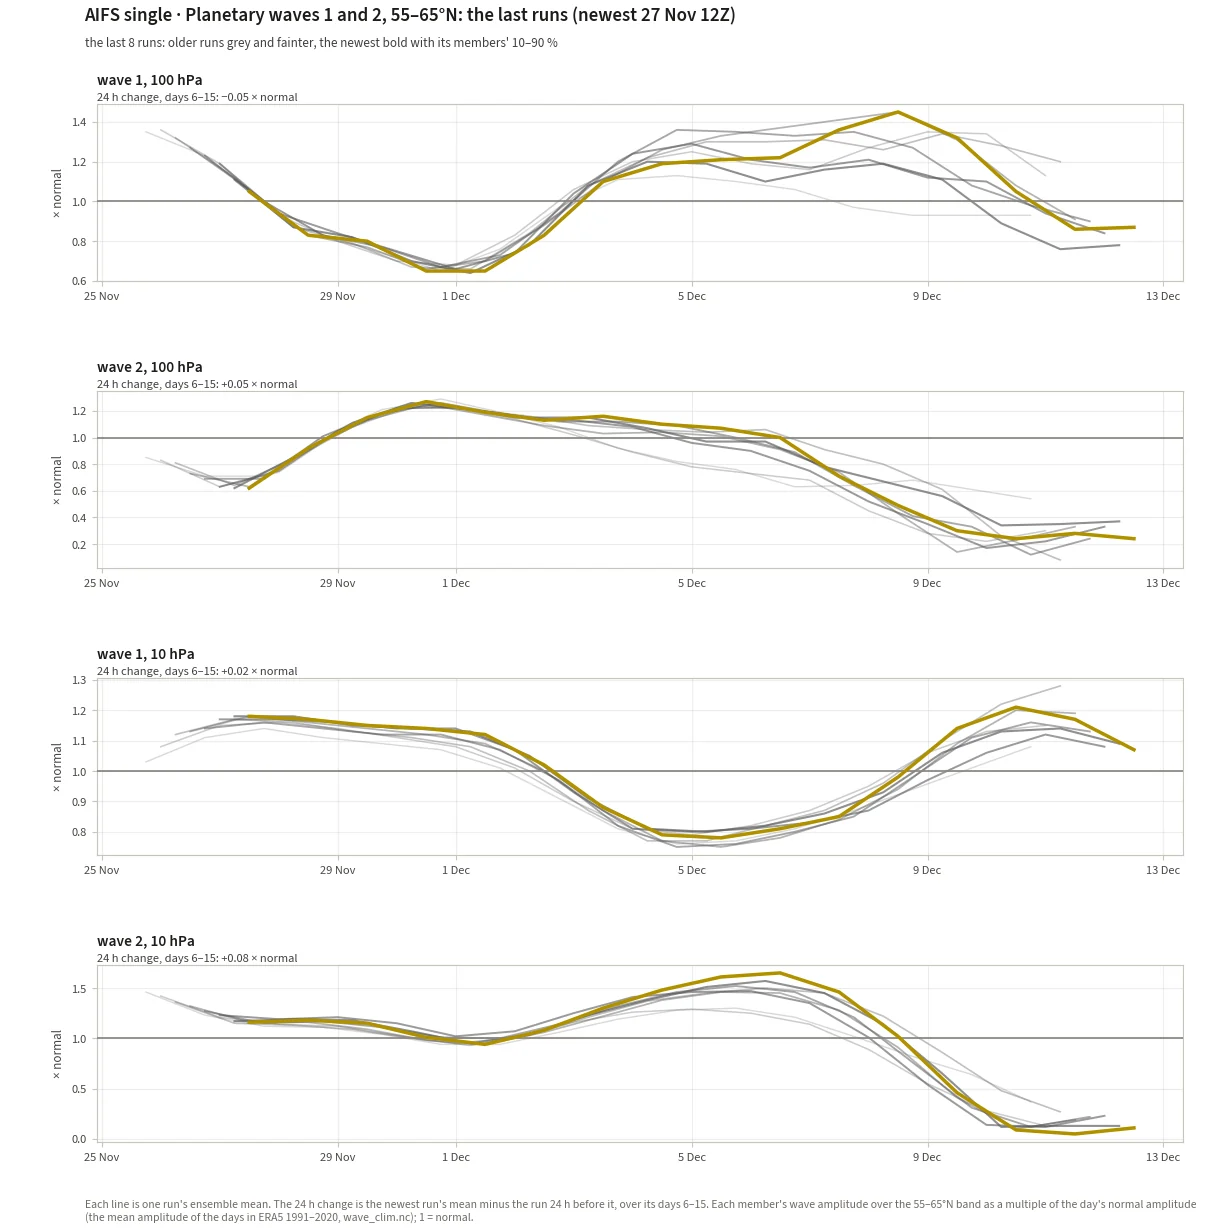 AIFS single · Planetary waves 1 and 2, 55–65°N: the last runs (newest 27 Nov 12Z)
the last 8 runs: older runs grey and fainter, the newest bold with its members' 10–90 %
wave 1, 100 hPa
24 h change, days 6–15: −0.05 × normal
1.4
1.2
1.0
0.8
0.6
× normal
25 Nov
29 Nov
1 Dec
5 Dec
9 Dec
13 Dec
wave 2, 100 hPa
24 h change, days 6–15: +0.05 × normal
1.2
1.0
0.8
0.6
0.4
0.2
× normal
25 Nov
29 Nov
1 Dec
5 Dec
9 Dec
13 Dec
wave 1, 10 hPa
24 h change, days 6–15: +0.02 × normal
1.3
1.2
1.1
1.0
0.9
0.8
× normal
25 Nov
29 Nov
1 Dec
5 Dec
9 Dec
13 Dec
wave 2, 10 hPa
24 h change, days 6–15: +0.08 × normal
1.5
1.0
0.5
0.0
× normal
25 Nov
29 Nov
1 Dec
5 Dec
9 Dec
13 Dec
Each line is one run's ensemble mean. The 24 h change is the newest run's mean minus the run 24 h before it, over its days 6–15. Each member's wave amplitude over the 55–65°N band as a multiple of the day's normal amplitude
(the mean amplitude of the days in ERA5 1991–2020, wave_clim.nc); 1 = normal.